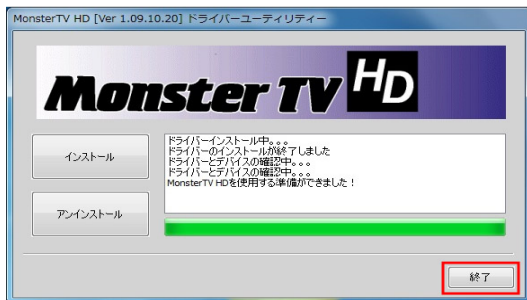 MonsterTV HD [Ver 1.09.10.20] ドライバーユーティリティー
Monster TV HD
インストール
ドライバーインストール中。。。
ドライバーのインストールが終了しました
ドライバーとデバイスの確認中。。。
ドライバーとデバイスの確認中。。。
MonsterTV HDを使用する準備ができました！
アンインストール
終了